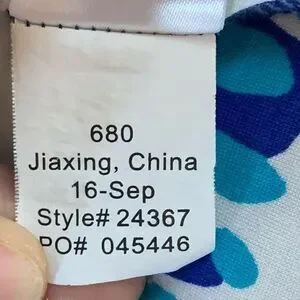 680
Jiaxing, China
16-Sep
Style# 24367
PO# 045446